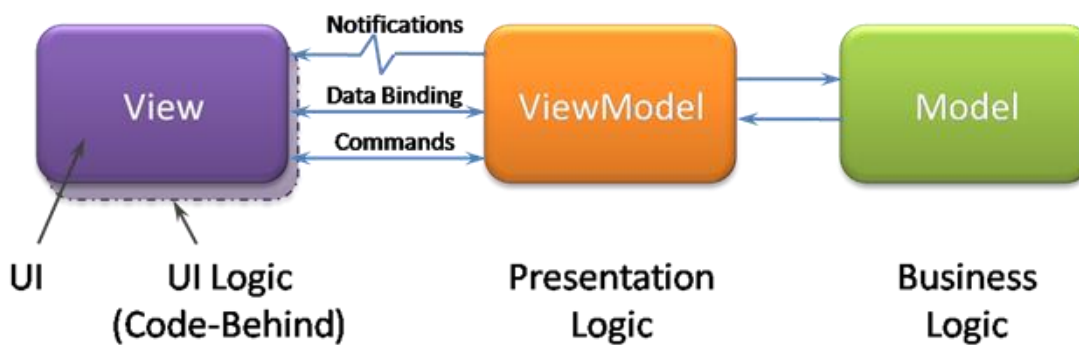 Notifications
View
Data Binding
ViewModel
Model
Commands
UI
UI Logic
(Code-Behind)
Presentation
Logic
Business
Logic